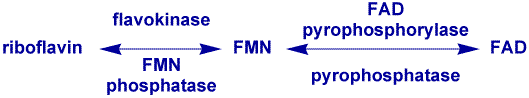 flavokinase
FAD
pyrophosphorylase
riboflavin
FMN
FAD
FMN
phosphatase
pyrophosphatase